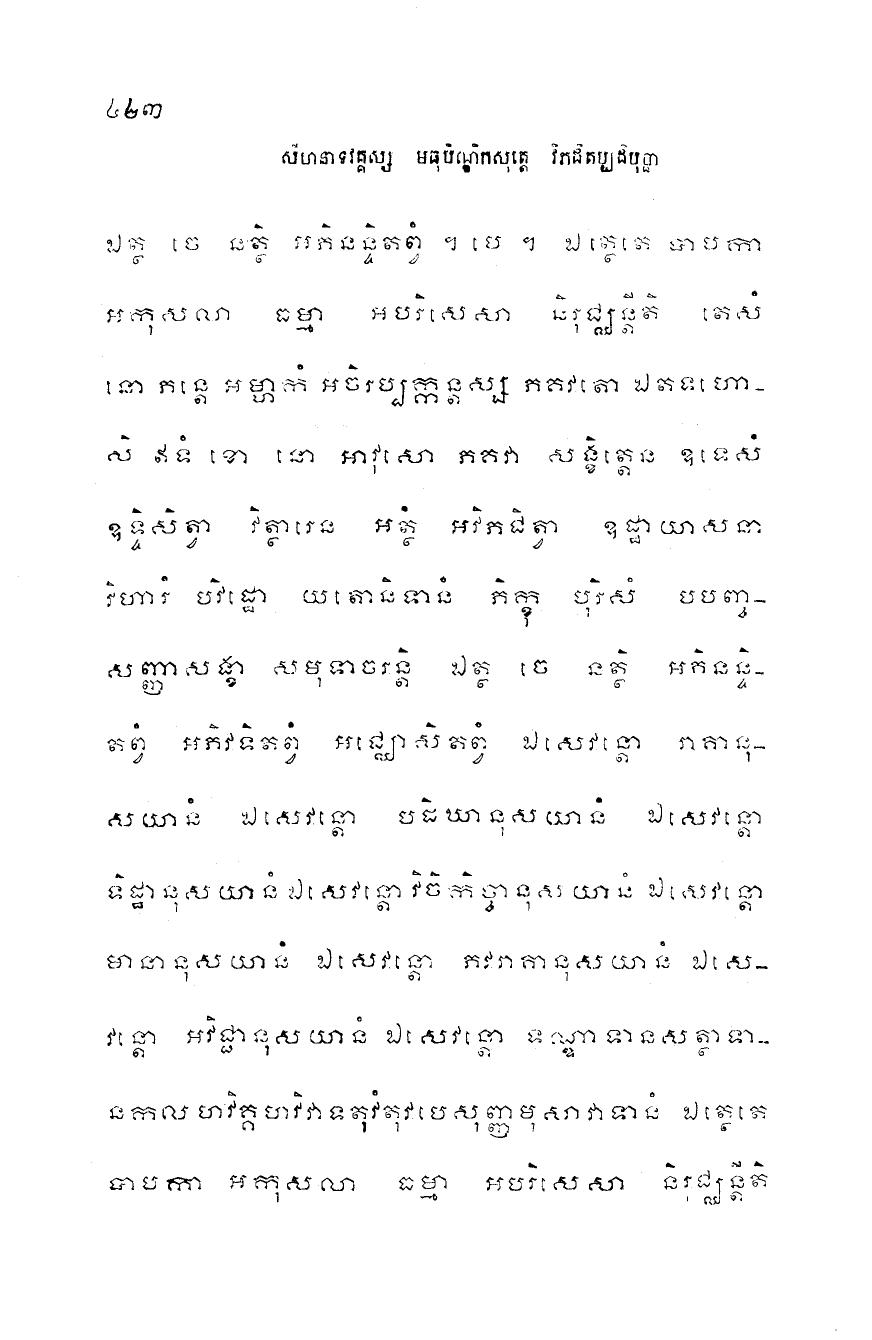 ៤២៣
សីហនាទវគ្គស្ស មធុបិណ្ឌិកសុត្តេ វិភជិតប្បដិបុច្ឆា
ឯត្ថ ចេ នត្ថិ អភិនន្ទិតព្វំ ។ បេ ។ ឯត្ថេតេ បាបកា
អកុសលា ធម្មា អបរិសេសា និរុជ្ឈន្តីតិ តេសំ
នោ ភន្តេ អម្ហាកំ អចិរប្បក្កន្តស្ស ភគវតោ ឯតទហោ-
សិ ឥទំ ខោ នោ អាវុសោ ភគវា សង្ខិត្តេន ឧទេសំ
ឧទ្ទិសិត្វា វិត្ថារេន អត្ថំ អវិភជិត្វា ឧដ្ឋាយាសនា
វិហារំ បវិដ្ឋោ យតោនិទានំ ភិក្ខុ បុរិសំ បបញ្ច-
សញ្ញាសង្ខា សមុទាចរន្តិ ឯត្ថ ចេ នត្ថិ អភិនន្ទិ-
តព្វំ អភិវទិតព្វំ អជ្ឈោសិតព្វំ ឯសេវន្តោ រាគានុ-
សយានំ ឯសេវន្តោ បដិឃានុសយានំ ឯសេវន្តោ
ទិដ្ឋានុសយានំ ឯសេវន្តោ វិចិកិច្ឆានុសយានំ ឯសេវន្តោ
មានានុសយានំ ឯសេវន្តោ ភវរាគានុសយានំ ឯសេ-
វន្តោ អវិជ្ជានុសយានំ ឯសេវន្តោ ទណ្ឌាទានសត្ថាទា-
នកលហវិគ្គហវិវាទតុវំតុវបេសុញ្ញមុសាវាទានំ ឯត្ថេតេ
បាបកា អកុសលា ធម្មា អបរិសេសា និរុជ្ឈន្តីតិ